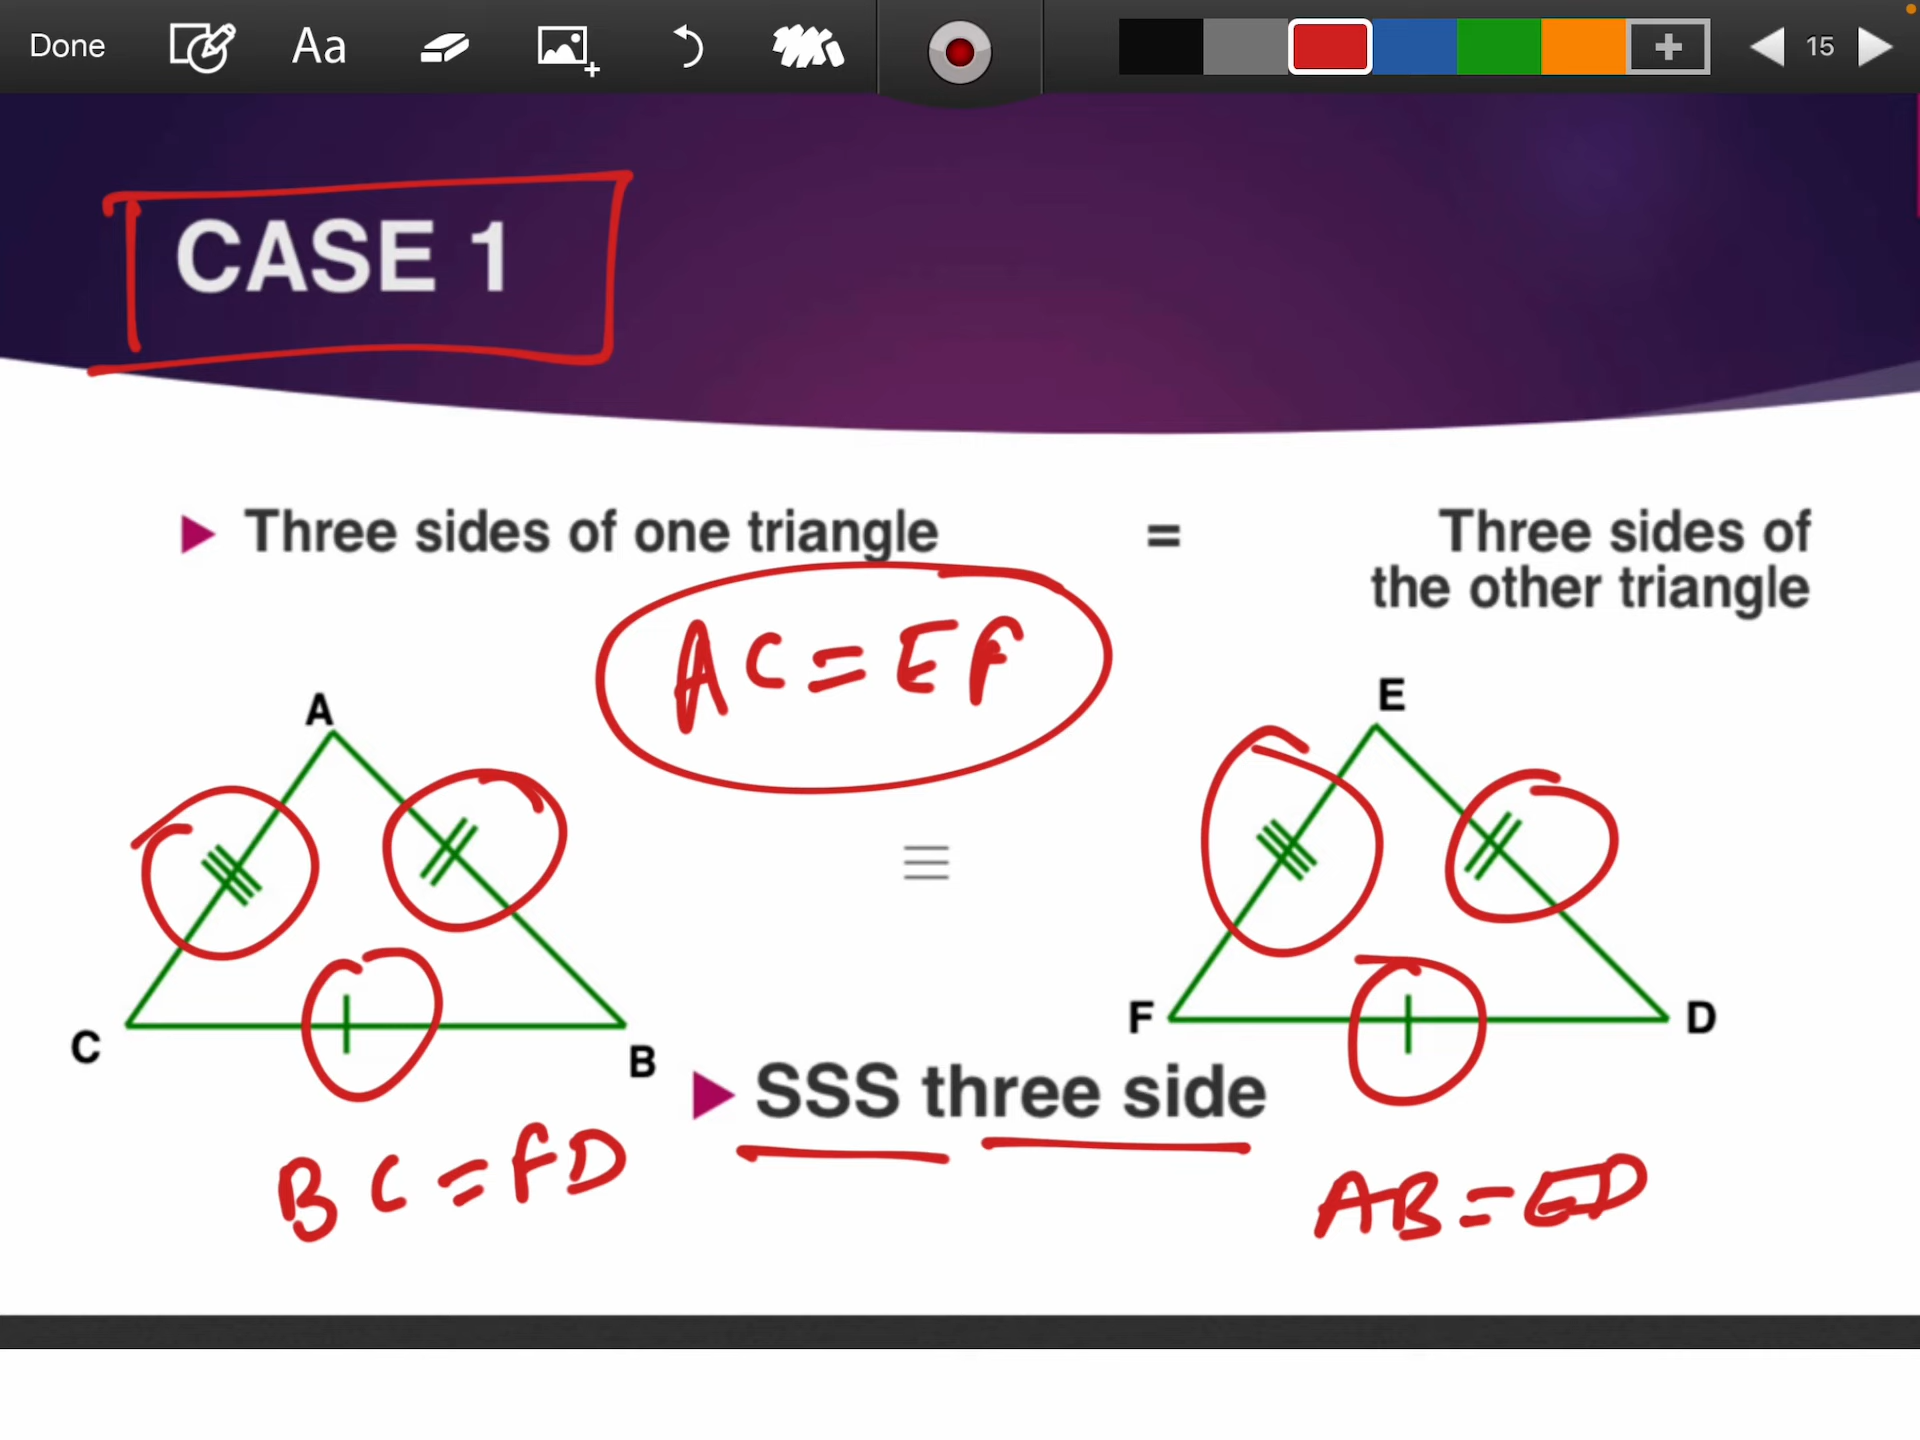 Done Aa 15
CASE 1
Three sides of one triangle = Three sides of
the other triangle
AC=EF
A
E
C
B
F
D
SSS three side
BC=FD
AB=ED